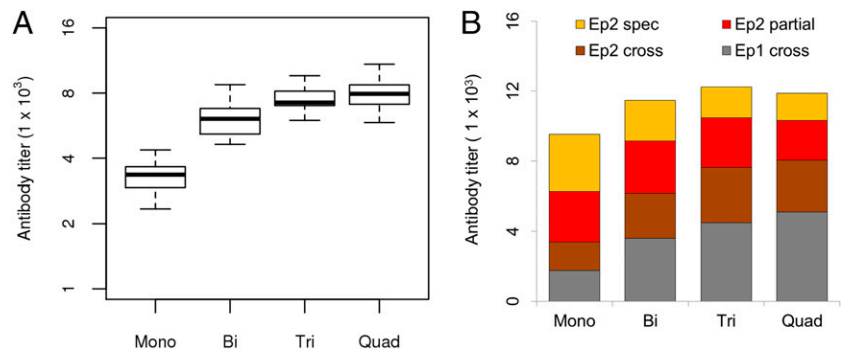 A
Antibody titer (1 x 10³)
16
8
4
2
1
Mono Bi Tri Quad
B
Antibody titer ( 1 x 10³)
16
12
8
4
0
Ep2 spec Ep2 partial
Ep2 cross Ep1 cross
Mono Bi Tri Quad